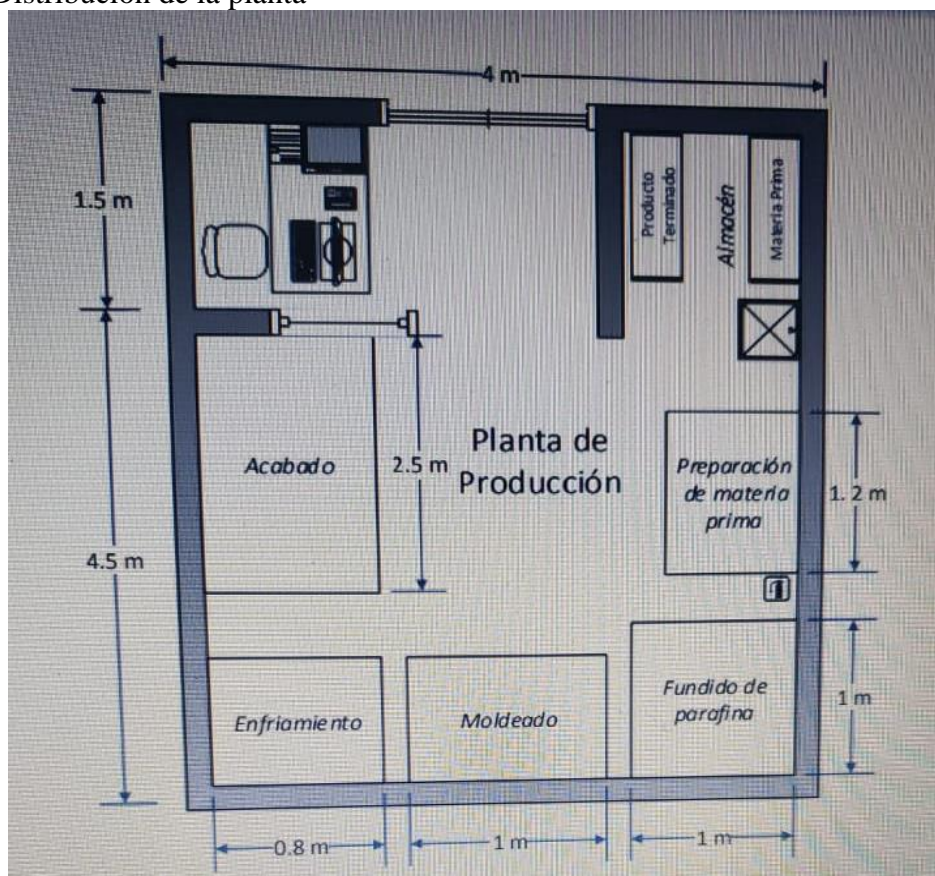 Distribución de la planta
4 m
1.5 m
Producto
Terminado
Almacén
Materia Prima
Acabado
2.5 m
Planta de
Producción
Preparación
de materia
prima
1. 2 m
4.5 m
Enfriamiento
Moldeado
Fundido de
parafina
1 m
0.8 m
1 m
1 m